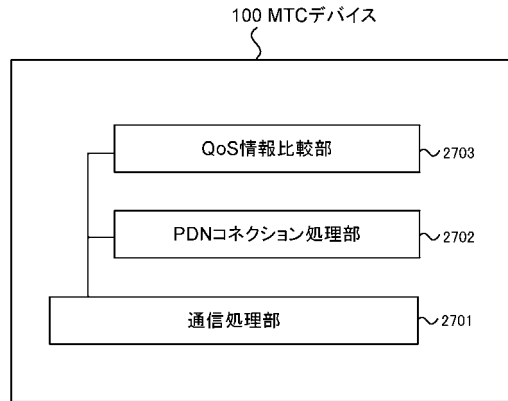 100 MTCデバイス
QoS情報比較部
2703
PDNコネクション処理部
2702
通信処理部
2701